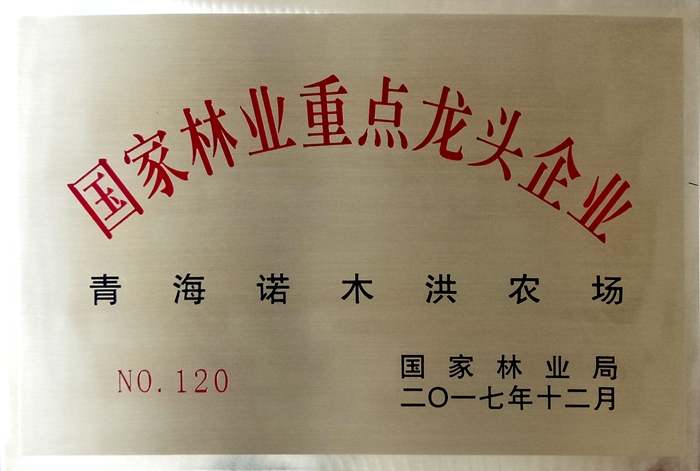 国家林业重点龙头企业
青海诺木洪农场
NO.120
国家林业局
二〇一七年十二月